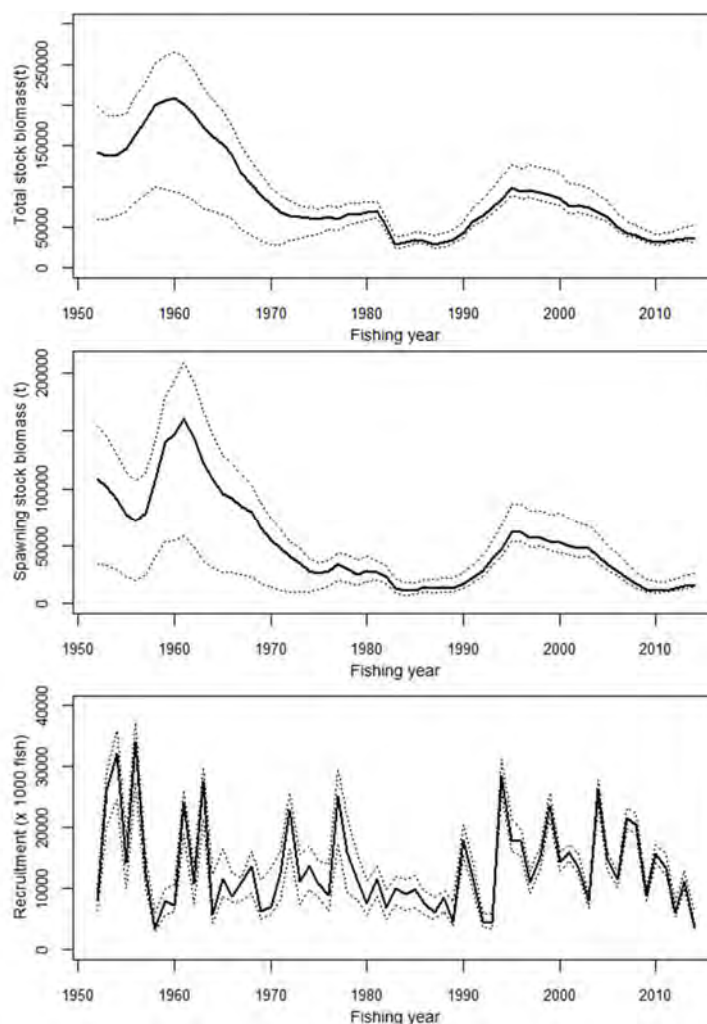 Total stock biomass(t)
0 50000 150000 250000
1950 1960 1970 1980 1990 2000 2010
Fishing year
Spawning stock biomass (t)
0 50000 100000 200000
1950 1960 1970 1980 1990 2000 2010
Fishing year
Recruitment (x 1000 fish)
0 10000 20000 30000 40000
1950 1960 1970 1980 1990 2000 2010
Fishing year